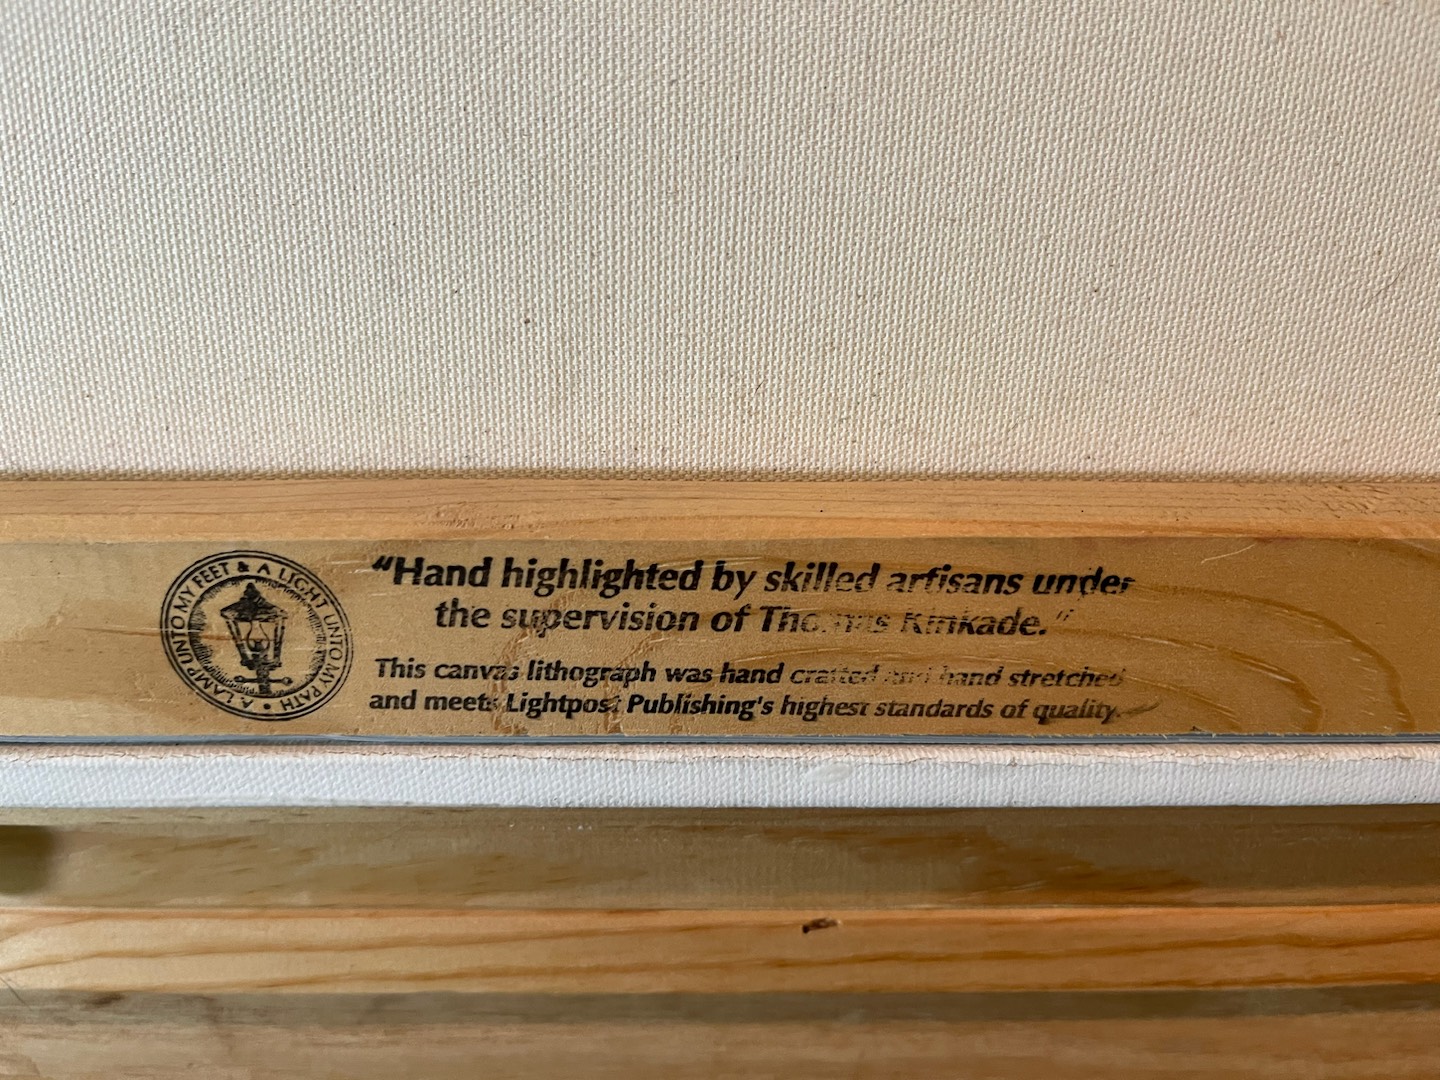 A LAMP UNTO MY FEET & A LIGHT UNTO MY PATH •
“Hand highlighted by skilled artisans under
the supervision of Thomas Kinkade.”
This canvas lithograph was hand crafted and hand stretched
and meets Lightpost Publishing's highest standards of quality.